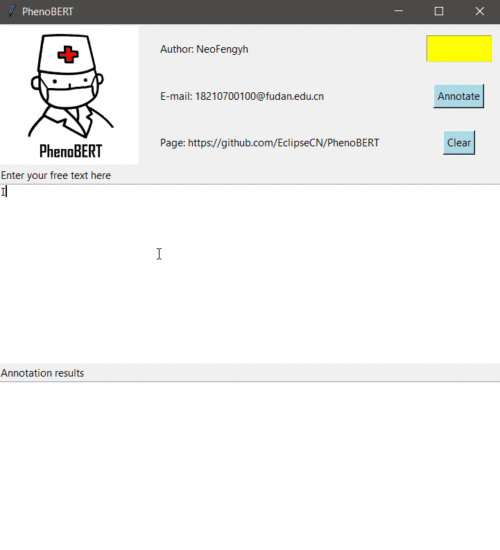 PhenoBERT
PhenoBERT
Author: NeoFengyh
E-mail: 18210700100@fudan.edu.cn
Annotate
Page: https://github.com/EclipseCN/PhenoBERT
Clear
Enter your free text here
Annotation results